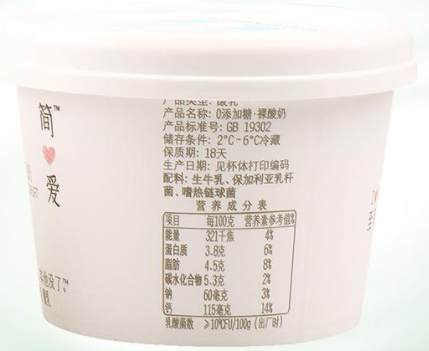 简™
爱
产品类型: 酸乳
产品名称: 0添加糖·裸酸奶
产品标准号: GB 19302
储存条件: 2°C-6°C冷藏
保质期: 18天
生产日期: 见杯体打印编码
配料: 生牛乳、保加利亚乳杆
菌、嗜热链球菌
营养成分表
项目 每100克 营养素参考值%
能量 321千焦 4%
蛋白质 3.8克 6%
脂肪 4.5克 8%
碳水化合物 5.3克 2%
钠 60毫克 3%
钙 115毫克 14%
乳酸菌数 ≥10⁶CFU/100g (出厂时)
其他没了™